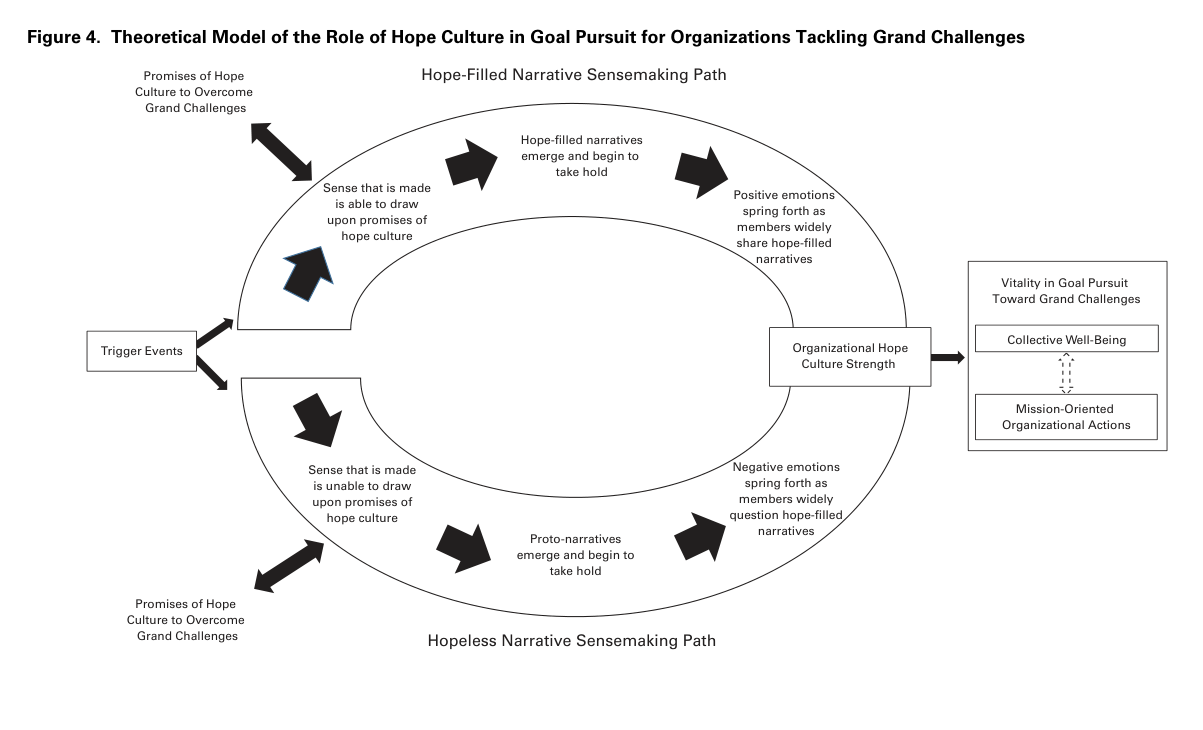 Figure 4. Theoretical Model of the Role of Hope Culture in Goal Pursuit for Organizations Tackling Grand Challenges
Hope-Filled Narrative Sensemaking Path
Promises of Hope
Culture to Overcome
Grand Challenges
Sense that is made
is able to draw
upon promises of
hope culture
Hope-filled narratives
emerge and begin to
take hold
Positive emotions
spring forth as
members widely
share hope-filled
narratives
Trigger Events
Organizational Hope
Culture Strength
Vitality in Goal Pursuit
Toward Grand Challenges
Collective Well-Being
Mission-Oriented
Organizational Actions
Sense that is made
is unable to draw
upon promises of
hope culture
Proto-narratives
emerge and begin to
take hold
Negative emotions
spring forth as
members widely
question hope-filled
narratives
Promises of Hope
Culture to Overcome
Grand Challenges
Hopeless Narrative Sensemaking Path